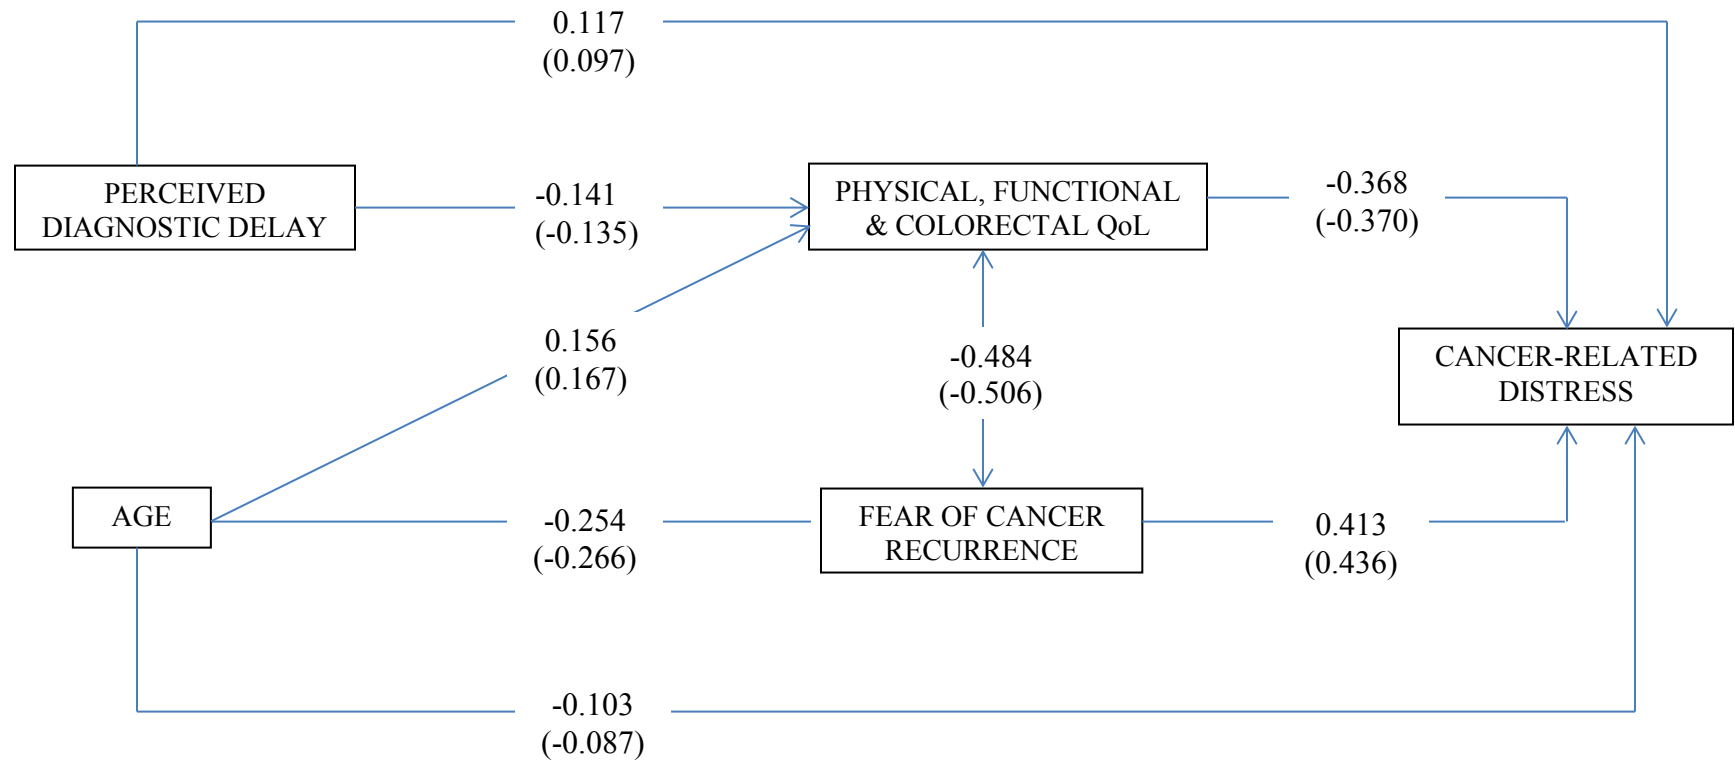 0.117
(0.097)
PERCEIVED
DIAGNOSTIC DELAY
-0.141
(-0.135)
PHYSICAL, FUNCTIONAL
& COLORECTAL QoL
-0.368
(-0.370)
0.156
(0.167)
-0.484
(-0.506)
CANCER-RELATED
DISTRESS
AGE
-0.254
(-0.266)
FEAR OF CANCER
RECURRENCE
0.413
(0.436)
-0.103
(-0.087)